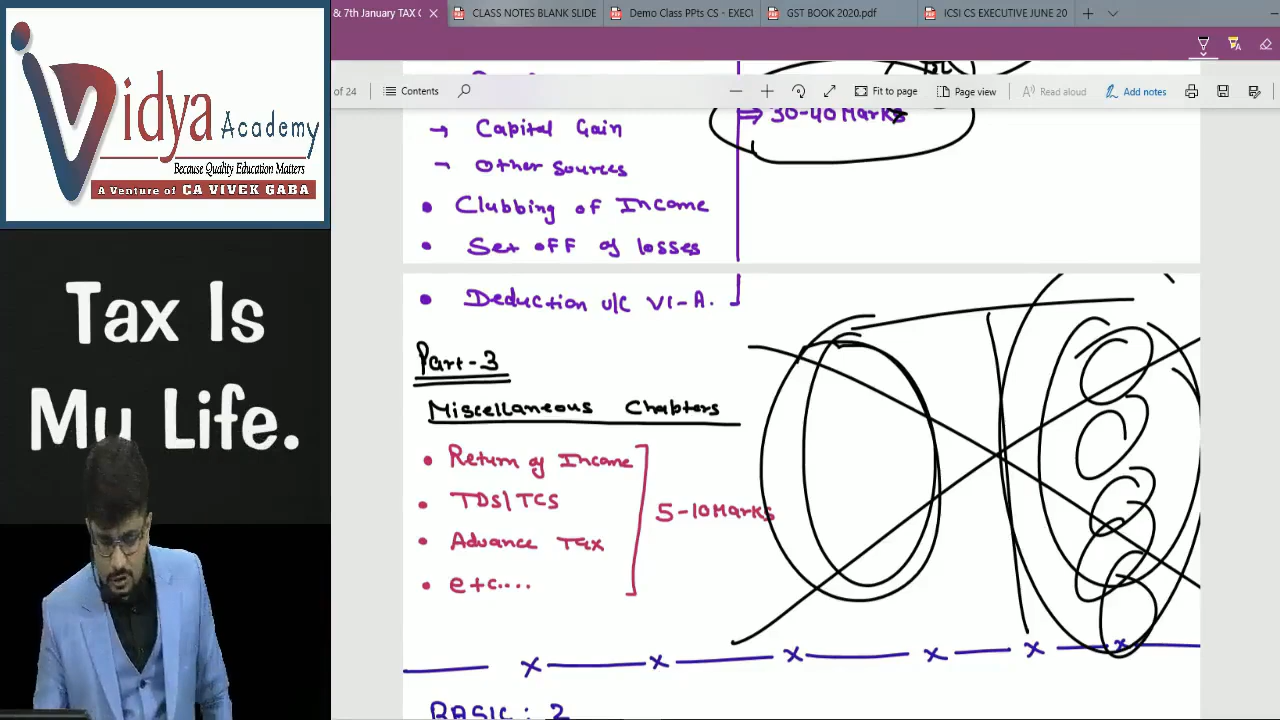 & 7th January TAX C
CLASS NOTES BLANK SLIDE
Demo Class PPts CS - EXECU
GST BOOK 2020.pdf
ICSI CS EXECUTIVE JUNE 20
of 24
Contents
Fit to page
Page view
Read aloud
Add notes
Vidya Academy
Because Quality Education Matters
A Venture of CA VIVEK GABA
Tax Is
My Life.
⇒ 30-40 Marks
→ Capital Gain
¬ Other Sources
• Clubbing of Income
• Set off of losses
• Deduction u/c VI-A.
Part-3
Miscellaneous Chapters
• Return of Income
• TDS/TCS
• Advance Tax
• etc....
5-10 Marks
BASIC: 2